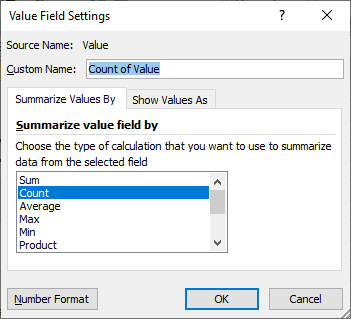 Value Field Settings ? ×
Source Name: Value
Custom Name: Count of Value
Summarize Values By Show Values As
Summarize value field by
Choose the type of calculation that you want to use to summarize
data from the selected field
Sum
Count
Average
Max
Min
Product
Number Format OK Cancel